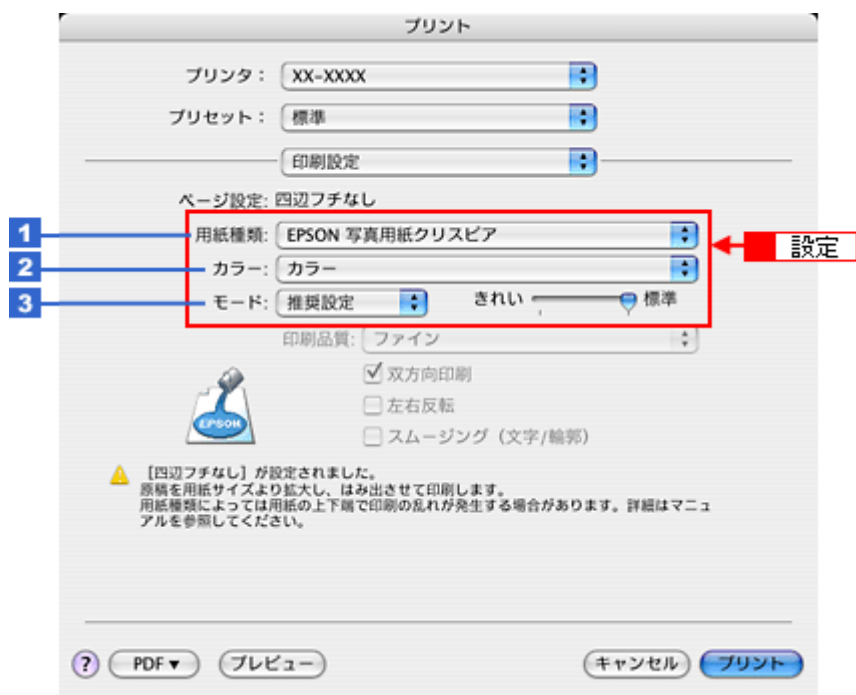 プリント
プリンタ： XX-XXXX
プリセット： 標準
印刷設定
ページ設定: 四辺フチなし
1 用紙種類: EPSON 写真用紙クリスピア
設定
2 カラー: カラー
3 モード: 推奨設定 きれい 標準
印刷品質: ファイン
双方向印刷
左右反転
EPSON
スムージング（文字/輪郭）
［四辺フチなし］が設定されました。
原稿を用紙サイズより拡大し、はみ出させて印刷します。
用紙種類によっては用紙の上下端で印刷の乱れが発生する場合があります。詳細はマニュ
アルを参照してください。
? PDF▼ プレビュー キャンセル プリント